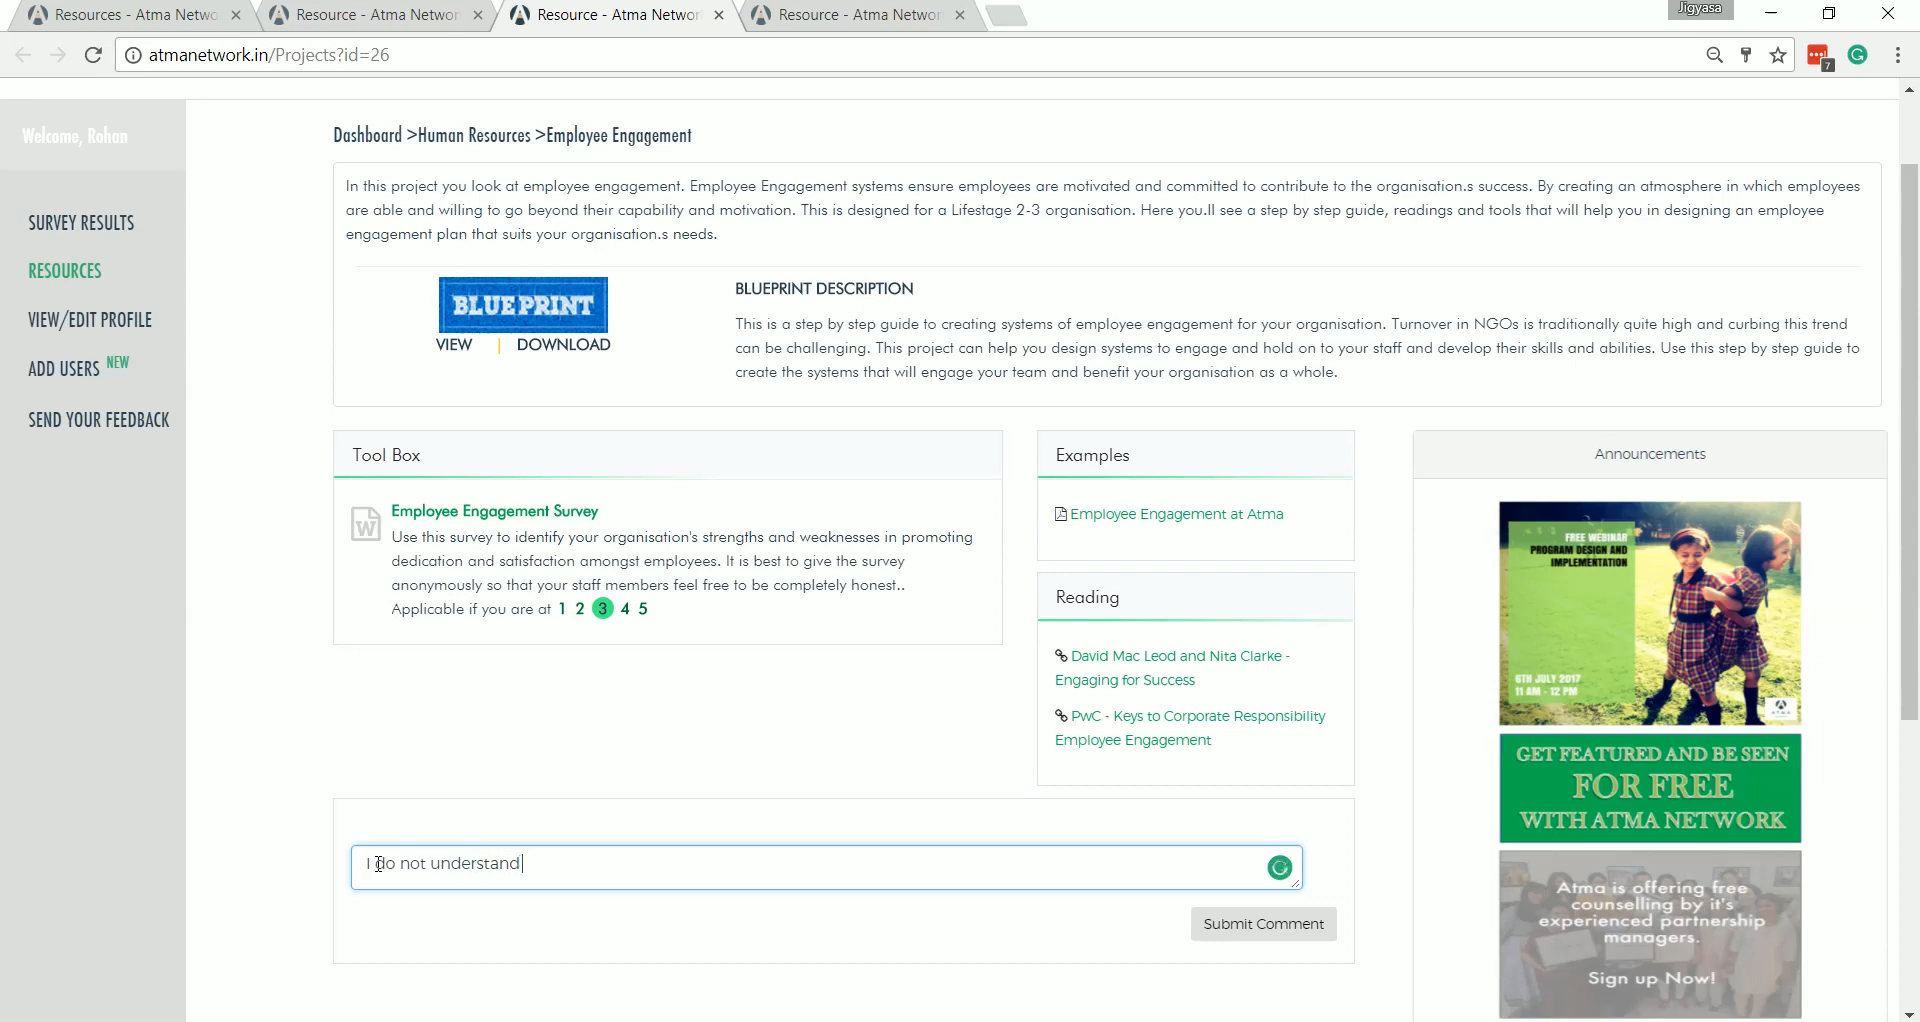 Resources - Atma Netwo
Resource - Atma Networ
Resource - Atma Networ
Resource - Atma Networ
Jigyasa
atmanetwork.in/Projects?id=26
7
Welcome, Rohan
SURVEY RESULTS
RESOURCES
VIEW/EDIT PROFILE
ADD USERS NEW
SEND YOUR FEEDBACK
Dashboard >Human Resources >Employee Engagement
In this project you look at employee engagement. Employee Engagement systems ensure employees are motivated and committed to contribute to the organisation.s success. By creating an atmosphere in which employees
are able and willing to go beyond their capability and motivation. This is designed for a Lifestage 2-3 organisation. Here you.ll see a step by step guide, readings and tools that will help you in designing an employee
engagement plan that suits your organisation.s needs.
BLUEPRINT
VIEW | DOWNLOAD
BLUEPRINT DESCRIPTION
This is a step by step guide to creating systems of employee engagement for your organisation. Turnover in NGOs is traditionally quite high and curbing this trend
can be challenging. This project can help you design systems to engage and hold on to your staff and develop their skills and abilities. Use this step by step guide to
create the systems that will engage your team and benefit your organisation as a whole.
Tool Box
Employee Engagement Survey
Use this survey to identify your organisation's strengths and weaknesses in promoting
dedication and satisfaction amongst employees. It is best to give the survey
anonymously so that your staff members feel free to be completely honest..
Applicable if you are at 1 2 3 4 5
Examples
Employee Engagement at Atma
Reading
David Mac Leod and Nita Clarke -
Engaging for Success
PwC - Keys to Corporate Responsibility
Employee Engagement
I do not understand
Submit Comment
Announcements
FREE WEBINAR
PROGRAM DESIGN AND
IMPLEMENTATION
6TH JULY 2017
11 AM - 12 PM
ATMA
GET FEATURED AND BE SEEN
FOR FREE
WITH ATMA NETWORK
Atma is offering free
counselling by it's
experienced partnership
managers.
Sign up Now!